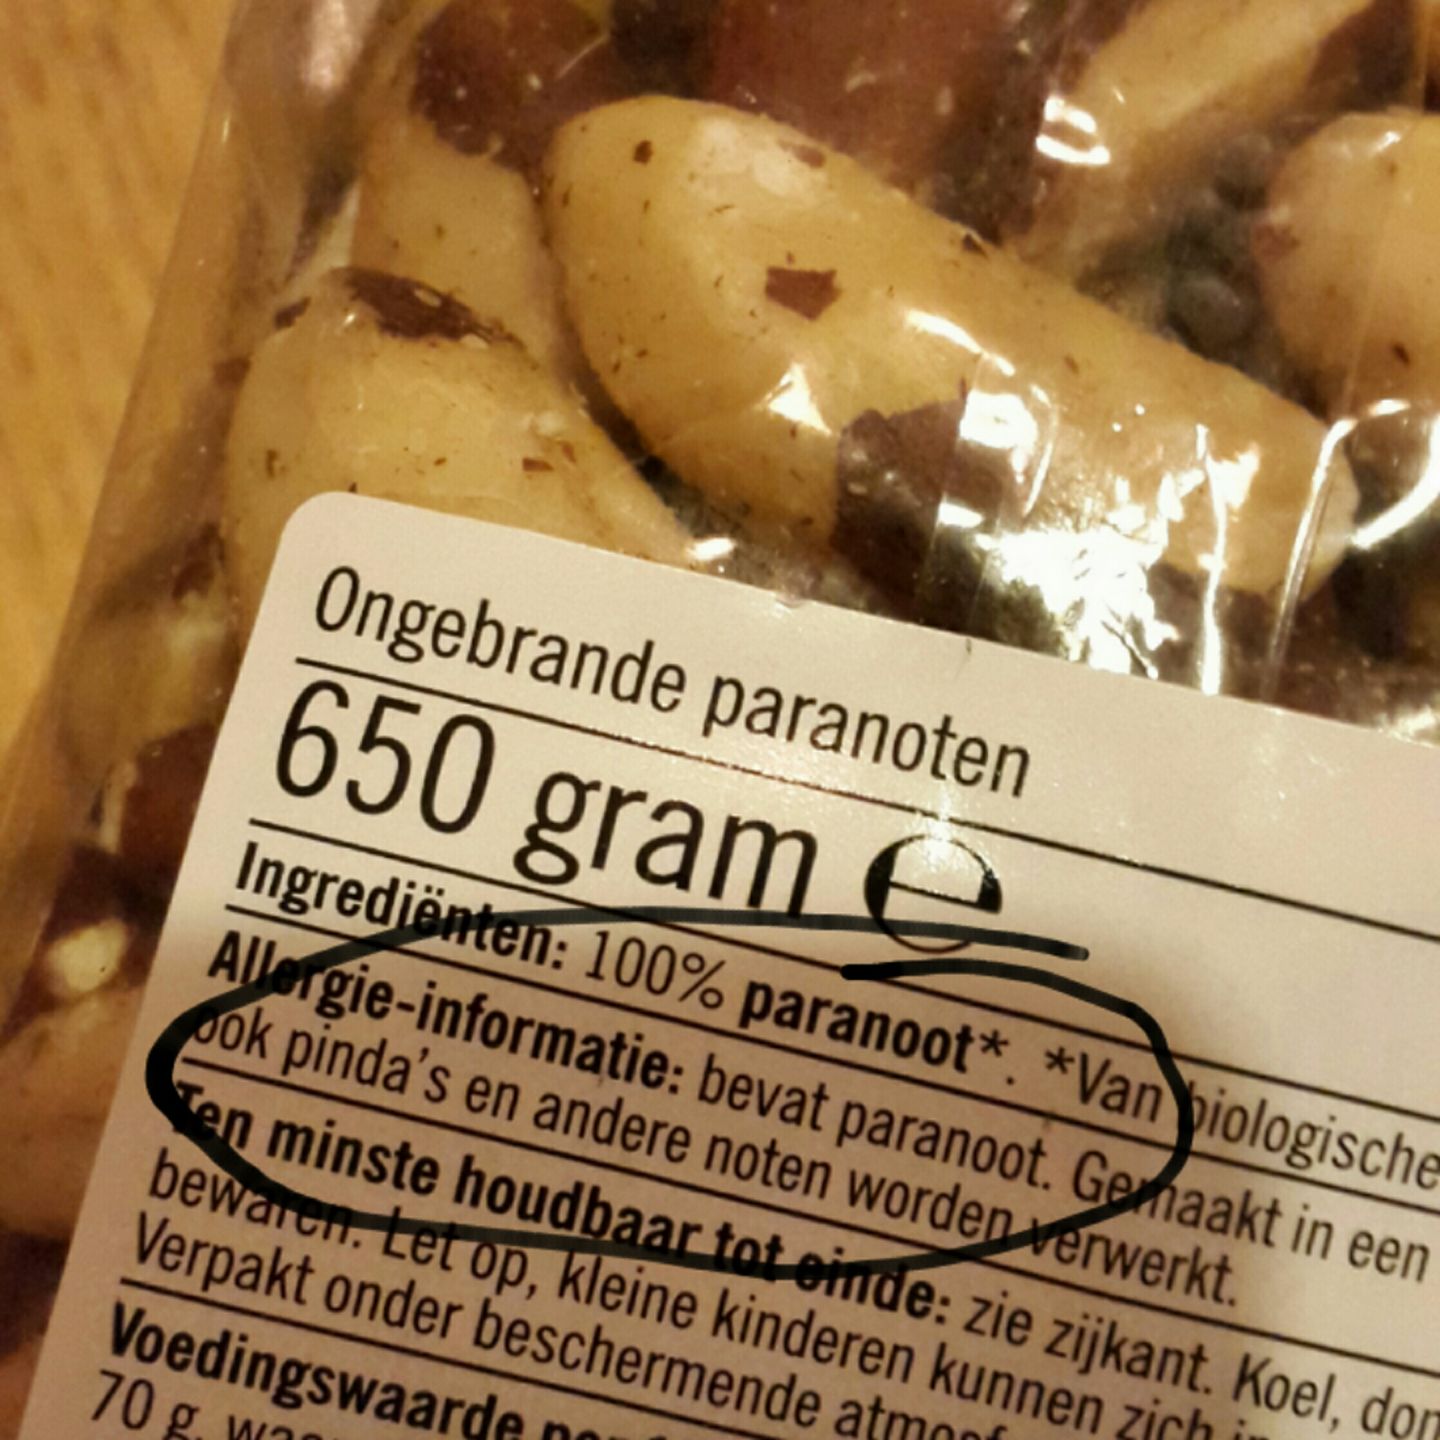 Ongebrande paranoten
650 gram ℮
Ingrediënten: 100% paranoot*. *Van biologische
Allergie-informatie: bevat paranoot. Gemaakt in een
ook pinda's en andere noten worden verwerkt.
Ten minste houdbaar tot einde: zie zijkant. Koel,
bewaren. Let op, kleine kinderen kunnen zich
Verpakt onder beschermende
Voedingswaarde
70 g,